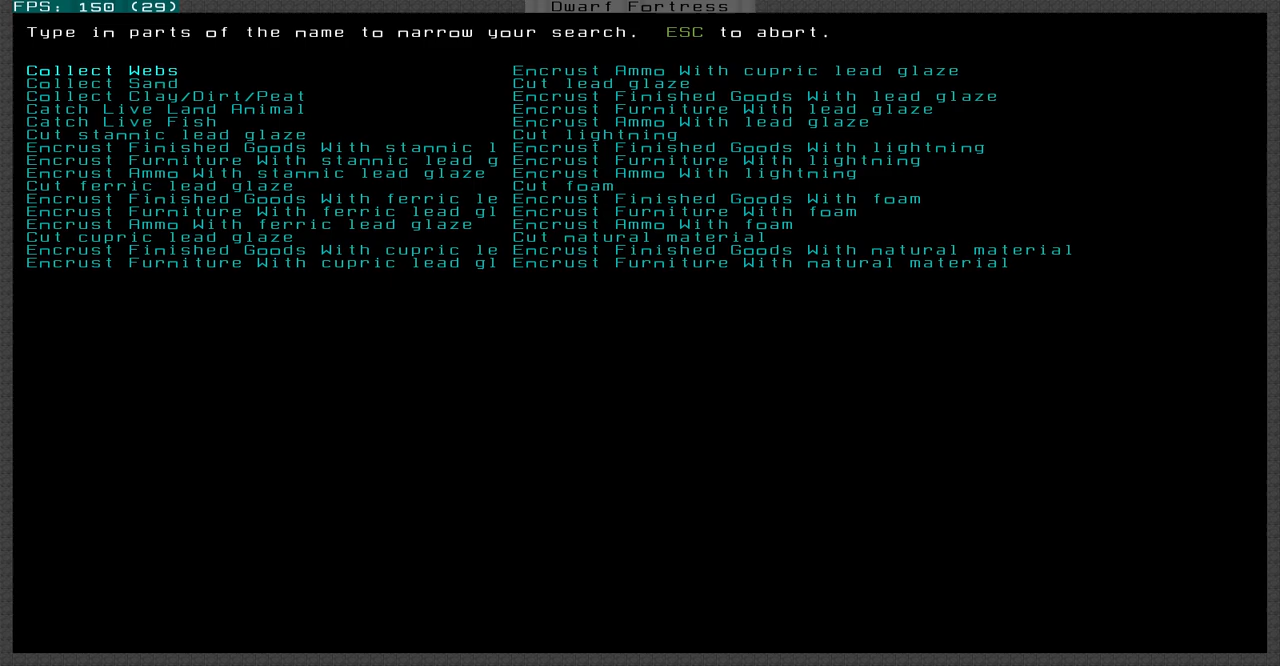 FPS: 150 (29)
Dwarf Fortress
Type in parts of the name to narrow your search. ESC to abort.
Collect Webs
Collect Sand
Collect Clay/Dirt/Peat
Catch Live Land Animal
Catch Live Fish
Cut stannic lead glaze
Encrust Finished Goods With stannic l
Encrust Furniture With stannic lead g
Encrust Ammo With stannic lead glaze
Cut ferric lead glaze
Encrust Finished Goods With ferric le
Encrust Furniture With ferric lead gl
Encrust Ammo With ferric lead glaze
Cut cupric lead glaze
Encrust Finished Goods With cupric le
Encrust Furniture With cupric lead gl
Encrust Ammo With cupric lead glaze
Cut lead glaze
Encrust Finished Goods With lead glaze
Encrust Furniture With lead glaze
Encrust Ammo With lead glaze
Cut lightning
Encrust Finished Goods With lightning
Encrust Furniture With lightning
Encrust Ammo With lightning
Cut foam
Encrust Finished Goods With foam
Encrust Furniture With foam
Encrust Ammo With foam
Cut natural material
Encrust Finished Goods With natural material
Encrust Furniture With natural material